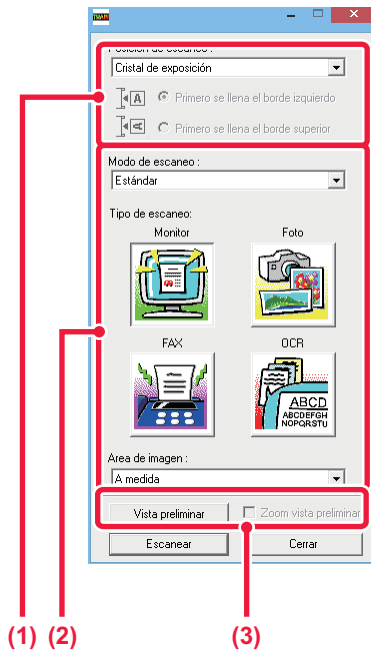 TWAIN
Posición de escaneo :
Cristal de exposición
A Primero se llena el borde izquierdo
A Primero se llena el borde superior
Modo de escaneo :
Estándar
Tipo de escaneo:
Monitor Foto
FAX OCR
ABCD
ABCDEFGH
NOPQRSTU
Area de imagen :
A medida
Vista preliminar Zoom vista preliminar
Escanear Cerrar
(1) (2) (3)